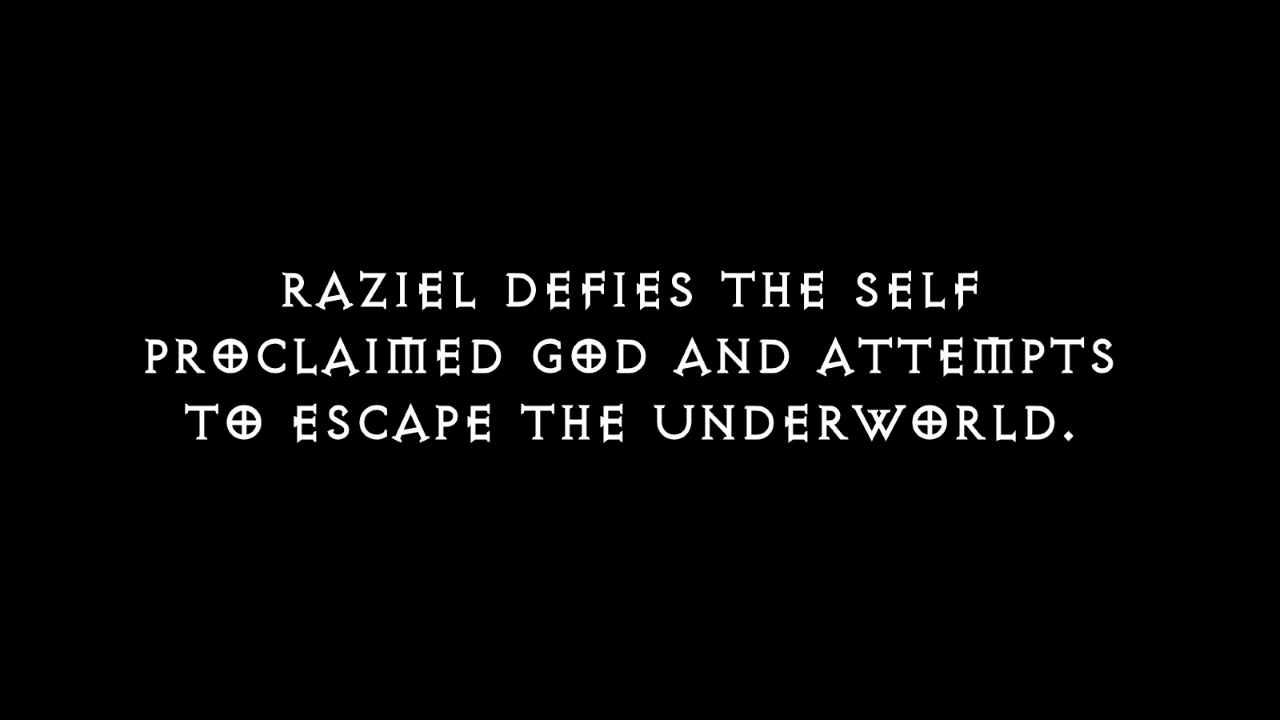 RAZIEL DEFIES THE SELF
PROCLAIMED GOD AND ATTEMPTS
TO ESCAPE THE UNDERWORLD.